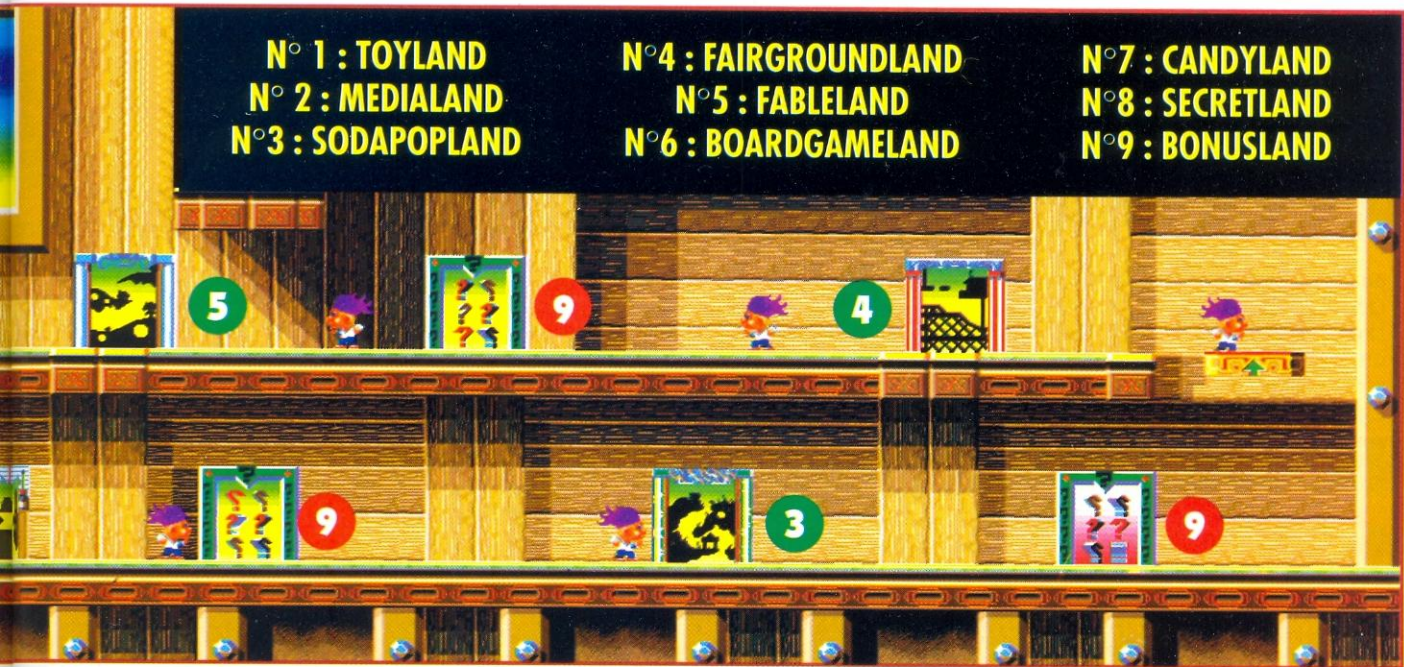 N° 1 : TOYLAND
N° 2 : MEDIALAND
N°3 : SODAPOPLAND
N°4 : FAIRGROUNDLAND
N°5 : FABLELAND
N°6 : BOARDGAMELAND
N°7 : CANDYLAND
N°8 : SECRETLAND
N°9 : BONUSLAND
5
9
4
9
3
9